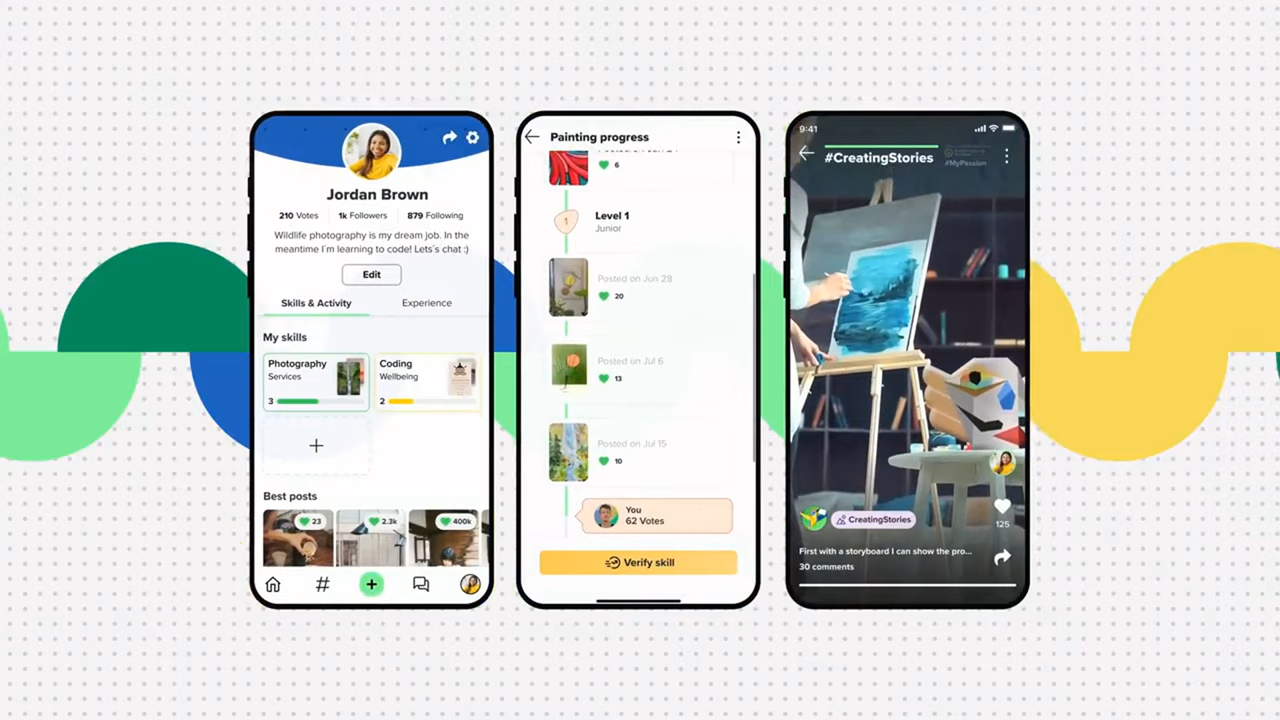 Jordan Brown
210 Votes
1k Followers
879 Following
Wildlife photography is my dream job. In the
meantime I'm learning to code! Let's chat :)
Edit
Skills & Activity
Experience
My skills
Photography
Services
3
Coding
Wellbeing
2
+
Best posts
23
2.3k
400k
#
+
Painting progress
6
1
Level 1
Junior
Posted on Jun 28
20
Posted on Jul 6
13
Posted on Jul 15
10
You
62 Votes
Verify skill
9:41
#CreatingStories
#MyPassion
125
CreatingStories
First with a storyboard I can show the pro...
30 comments